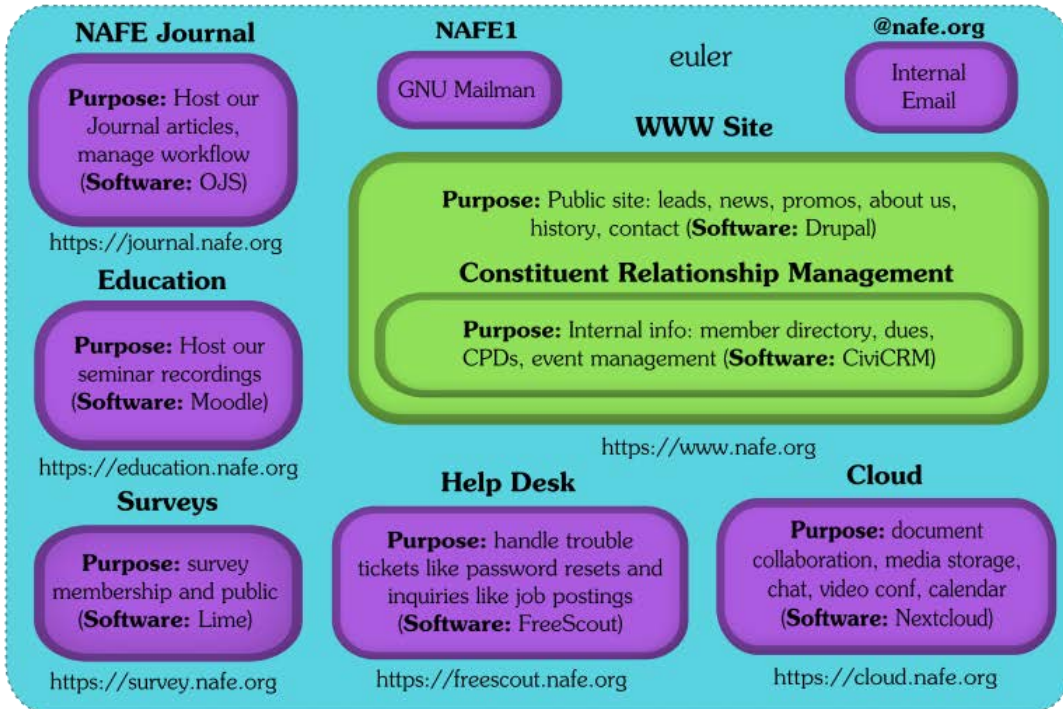 NAFE Journal
Purpose: Host our
Journal articles,
manage workflow
(Software: OJS)
https://journal.nafe.org
NAFE1
GNU Mailman
euler
@nafe.org
Internal
Email
WWW Site
Purpose: Public site: leads, news, promos, about us,
history, contact (Software: Drupal)
Constituent Relationship Management
Purpose: Internal info: member directory, dues,
CPDs, event management (Software: CiviCRM)
https://www.nafe.org
Education
Purpose: Host our
seminar recordings
(Software: Moodle)
https://education.nafe.org
Surveys
Purpose: survey
membership and public
(Software: Lime)
https://survey.nafe.org
Help Desk
Purpose: handle trouble
tickets like password resets and
inquiries like job postings
(Software: FreeScout)
https://freescout.nafe.org
Cloud
Purpose: document
collaboration, media storage,
chat, video conf, calendar
(Software: Nextcloud)
https://cloud.nafe.org